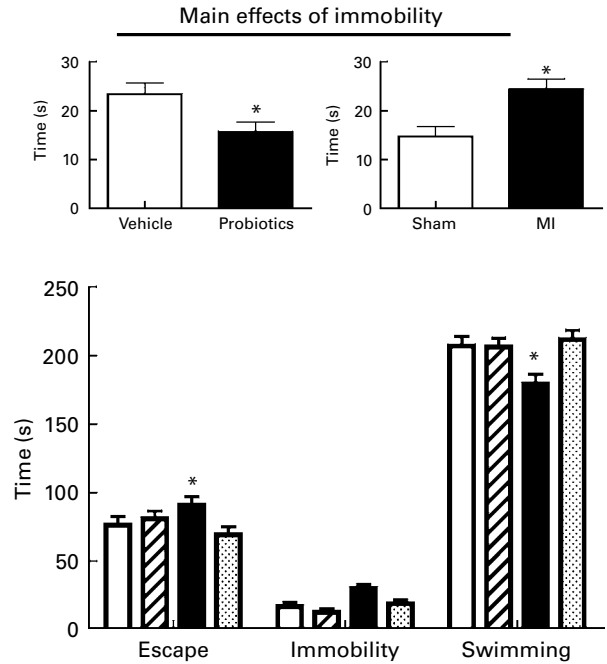 Main effects of immobility
Time (s)
30
20
10
0
*
Vehicle Probiotics
Time (s)
30
20
10
0
*
Sham MI
Time (s)
250
200
150
100
50
0
*
*
Escape Immobility Swimming